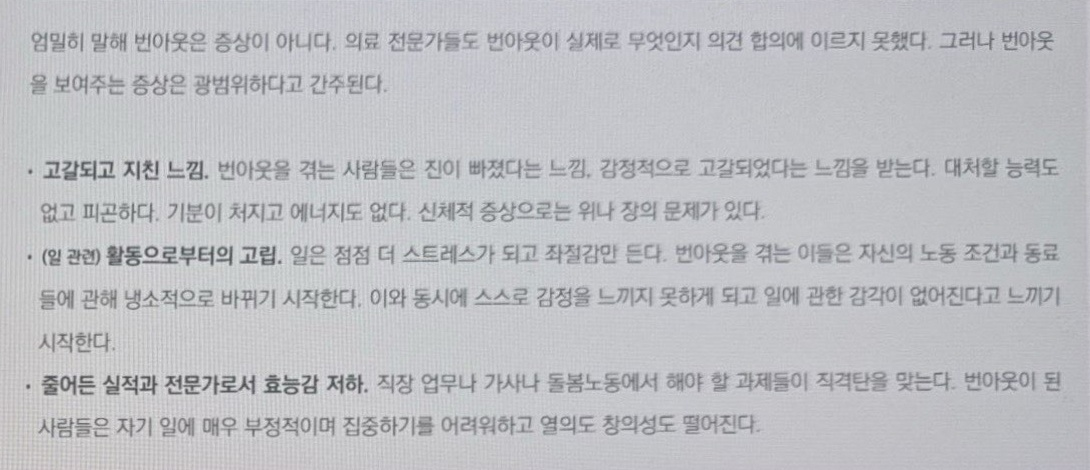 엄밀히 말해 번아웃은 증상이 아니다. 의료 전문가들도 번아웃이 실제로 무엇인지 의견 합의에 이르지 못했다. 그러나 번아웃
을 보여주는 증상은 광범위하다고 간주된다.
· 고갈되고 지친 느낌. 번아웃을 겪는 사람들은 진이 빠졌다는 느낌, 감정적으로 고갈되었다는 느낌을 받는다. 대처할 능력도
없고 피곤하다. 기분이 처지고 에너지도 없다. 신체적 증상으로는 위나 장의 문제가 있다.
· (일 관련) 활동으로부터의 고립. 일은 점점 더 스트레스가 되고 좌절감만 든다. 번아웃을 겪는 이들은 자신의 노동 조건과 동료
들에 관해 냉소적으로 바뀌기 시작한다. 이와 동시에 스스로 감정을 느끼지 못하게 되고 일에 관한 감각이 없어진다고 느끼기
시작한다.
· 줄어든 실적과 전문가로서 효능감 저하. 직장 업무나 가사나 돌봄노동에서 해야 할 과제들이 직격탄을 맞는다. 번아웃이 된
사람들은 자기 일에 매우 부정적이며 집중하기를 어려워하고 열의도 창의성도 떨어진다.